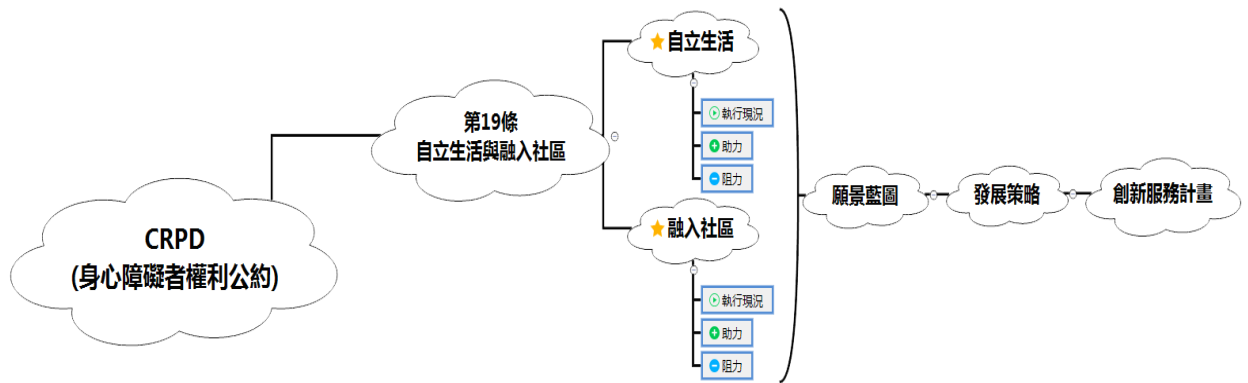 CRPD
(身心障礙者權利公約)
第19條
自立生活與融入社區
自立生活
執行現況
助力
阻力
融入社區
執行現況
助力
阻力
願景藍圖
發展策略
創新服務計畫